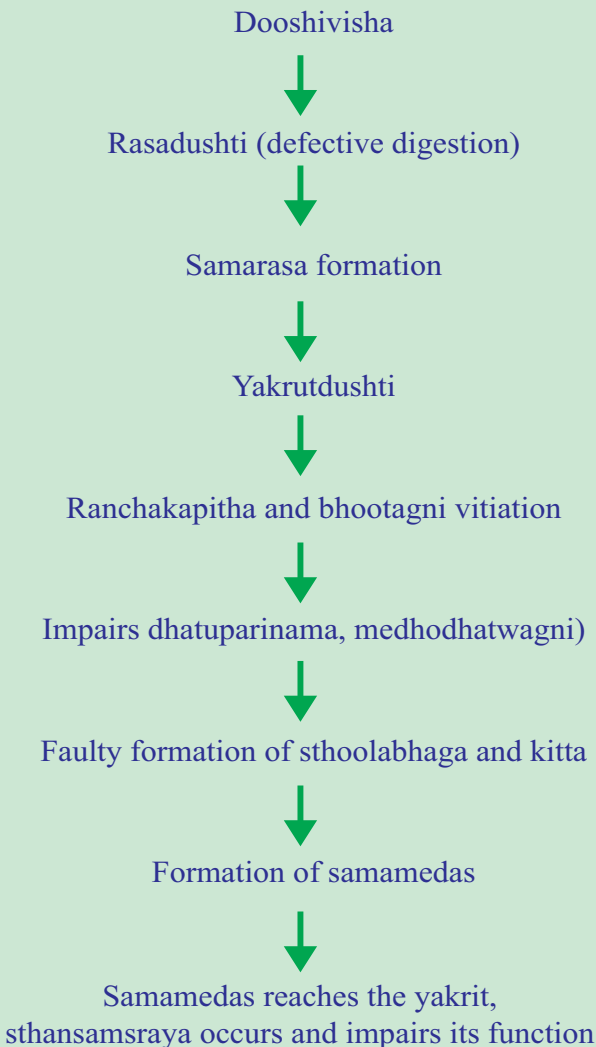 Dooshivisha
Rasadushti (defective digestion)
Samarasa formation
Yakrutdushti
Ranchakapitha and bhootagni vitiation
Impairs dhatuparinama, medhodhatwagni)
Faulty formation of sthoolabhaga and kitta
Formation of samamedas
Samamedas reaches the yakrit,
sthansamsraya occurs and impairs its function